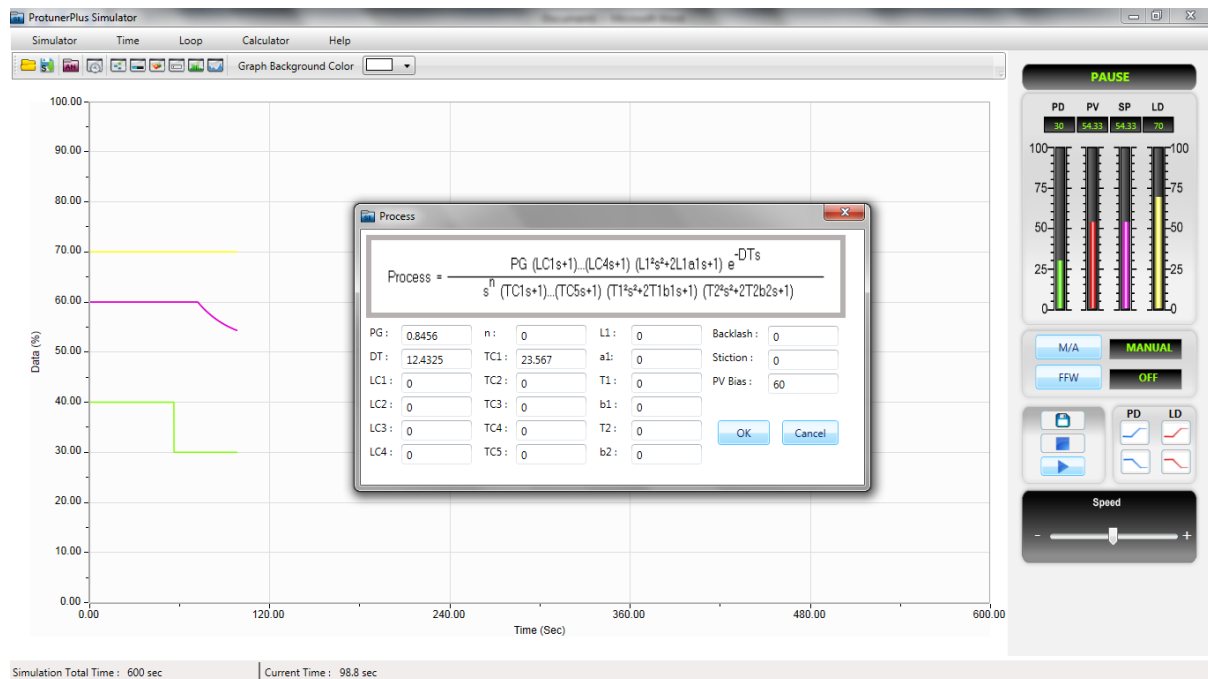 ProtunerPlus Simulator
Simulator Time Loop Calculator Help
Graph Background Color
PAUSE
PD PV SP LD
30 54.33 54.33 70
100 100
75 75
50 50
25 25
0 0
M/A MANUAL
FFW OFF
PD LD
Speed
- +
Data (%)
100.00
90.00
80.00
70.00
60.00
50.00
40.00
30.00
20.00
10.00
0.00
0.00 120.00 240.00 360.00 480.00 600.00
Time (Sec)
Process
PG (LC1s+1)...(LC4s+1) (L1²s²+2L1a1s+1) e^-DTs
Process =
s^n (TC1s+1)...(TC5s+1) (T1²s²+2T1b1s+1) (T2²s²+2T2b2s+1)
PG : 0.8456 n : 0 L1 : 0 Backlash : 0
DT : 12.4325 TC1 : 23.567 a1: 0 Stiction : 0
LC1 : 0 TC2 : 0 T1 : 0 PV Bias : 60
LC2 : 0 TC3 : 0 b1 : 0
LC3 : 0 TC4 : 0 T2 : 0 OK Cancel
LC4 : 0 TC5 : 0 b2 : 0
Simulation Total Time : 600 sec Current Time : 98.8 sec